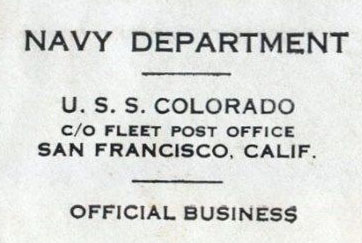 NAVY DEPARTMENT
U. S. S. COLORADO
C/O FLEET POST OFFICE
SAN FRANCISCO, CALIF.
OFFICIAL BUSINESS